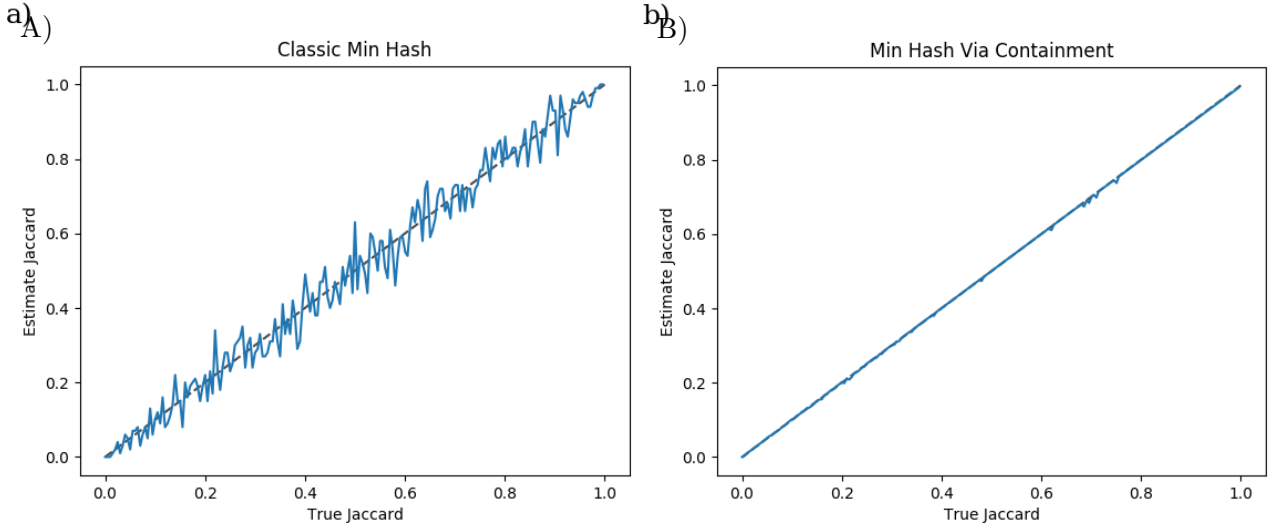 a)
A)
Classic Min Hash
1.0
0.8
0.6
0.4
0.2
0.0
Estimate Jaccard
0.0 0.2 0.4 0.6 0.8 1.0
True Jaccard
b)
B)
Min Hash Via Containment
1.0
0.8
0.6
0.4
0.2
0.0
Estimate Jaccard
0.0 0.2 0.4 0.6 0.8 1.0
True Jaccard